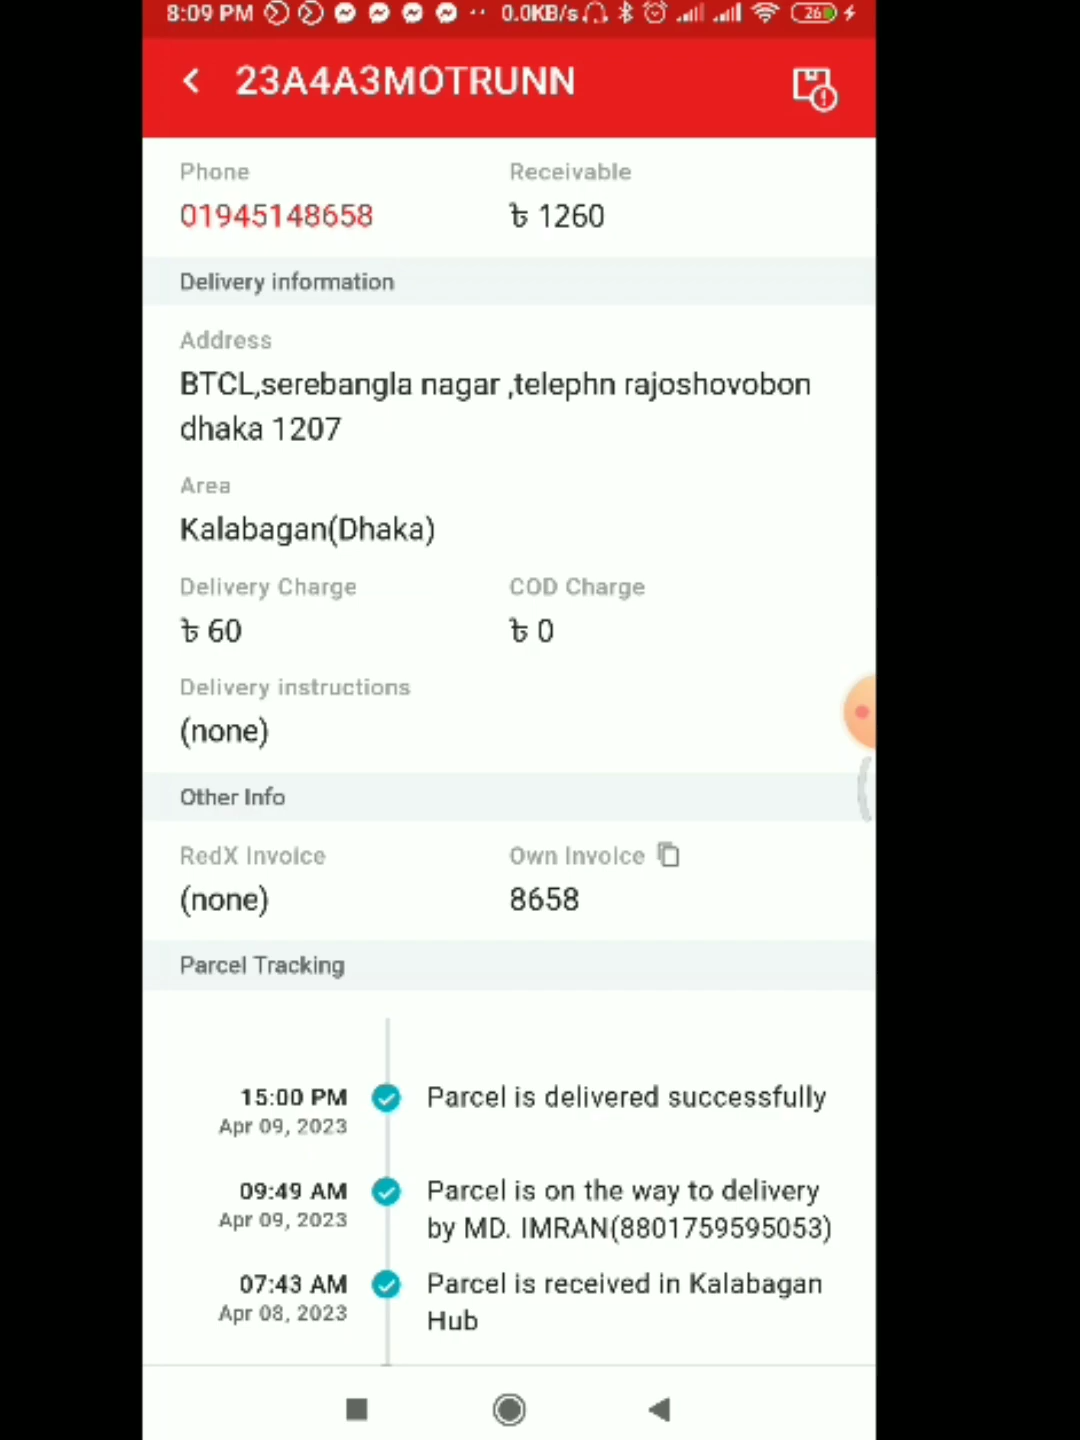 8:09 PM 0.0KB/s 26
23A4A3MOTRUNN
Phone Receivable
01945148658 ৳ 1260
Delivery information
Address
BTCL,serebangla nagar ,telephn rajoshovobon
dhaka 1207
Area
Kalabagan(Dhaka)
Delivery Charge COD Charge
৳ 60 ৳ 0
Delivery instructions
(none)
Other Info
RedX Invoice Own Invoice
(none) 8658
Parcel Tracking
15:00 PM Parcel is delivered successfully
Apr 09, 2023
09:49 AM Parcel is on the way to delivery
Apr 09, 2023 by MD. IMRAN(8801759595053)
07:43 AM Parcel is received in Kalabagan
Apr 08, 2023 Hub